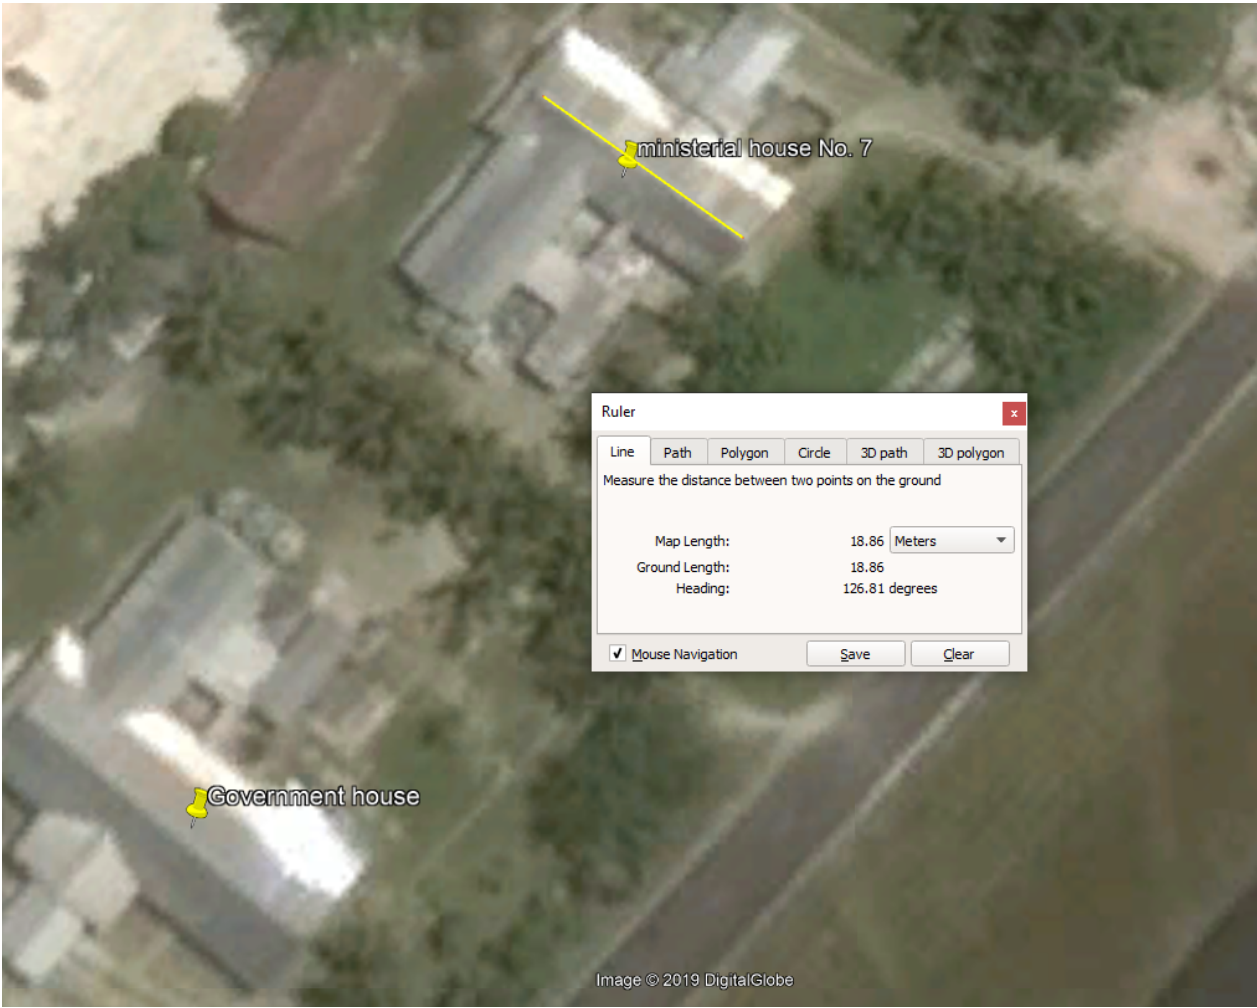 ministerial house No. 7
Ruler
x
Line Path Polygon Circle 3D path 3D polygon
Measure the distance between two points on the ground
Map Length: 18.86 Meters
Ground Length: 18.86
Heading: 126.81 degrees
Mouse Navigation Save Clear
Government house
Image © 2019 DigitalGlobe